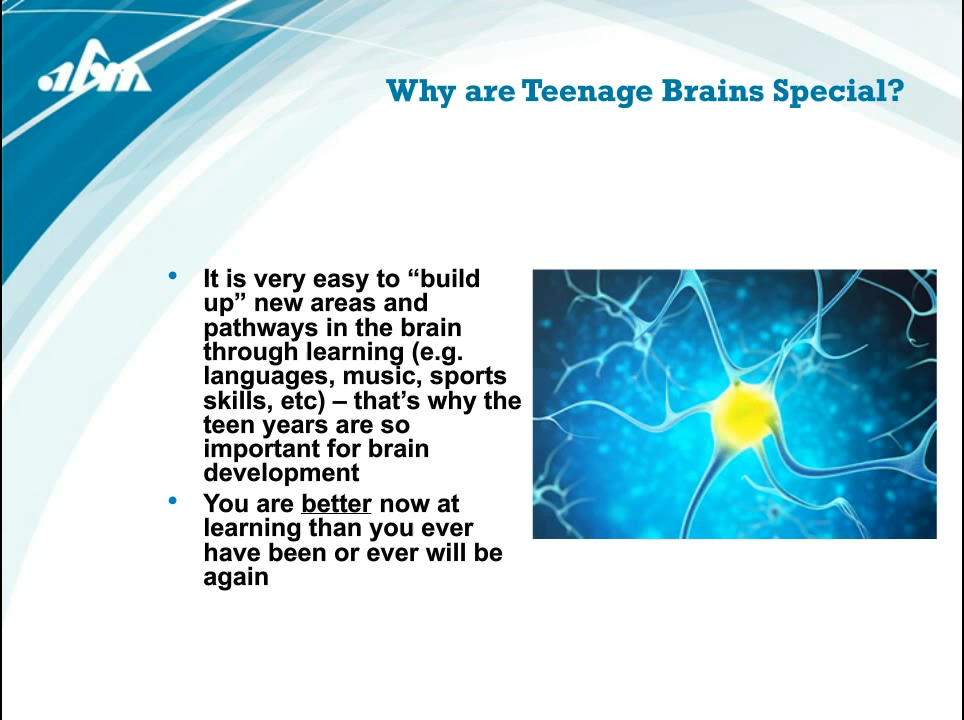 abm
Why are Teenage Brains Special?
• It is very easy to “build
up” new areas and
pathways in the brain
through learning (e.g.
languages, music, sports
skills, etc) – that’s why the
teen years are so
important for brain
development
• You are better now at
learning than you ever
have been or ever will be
again